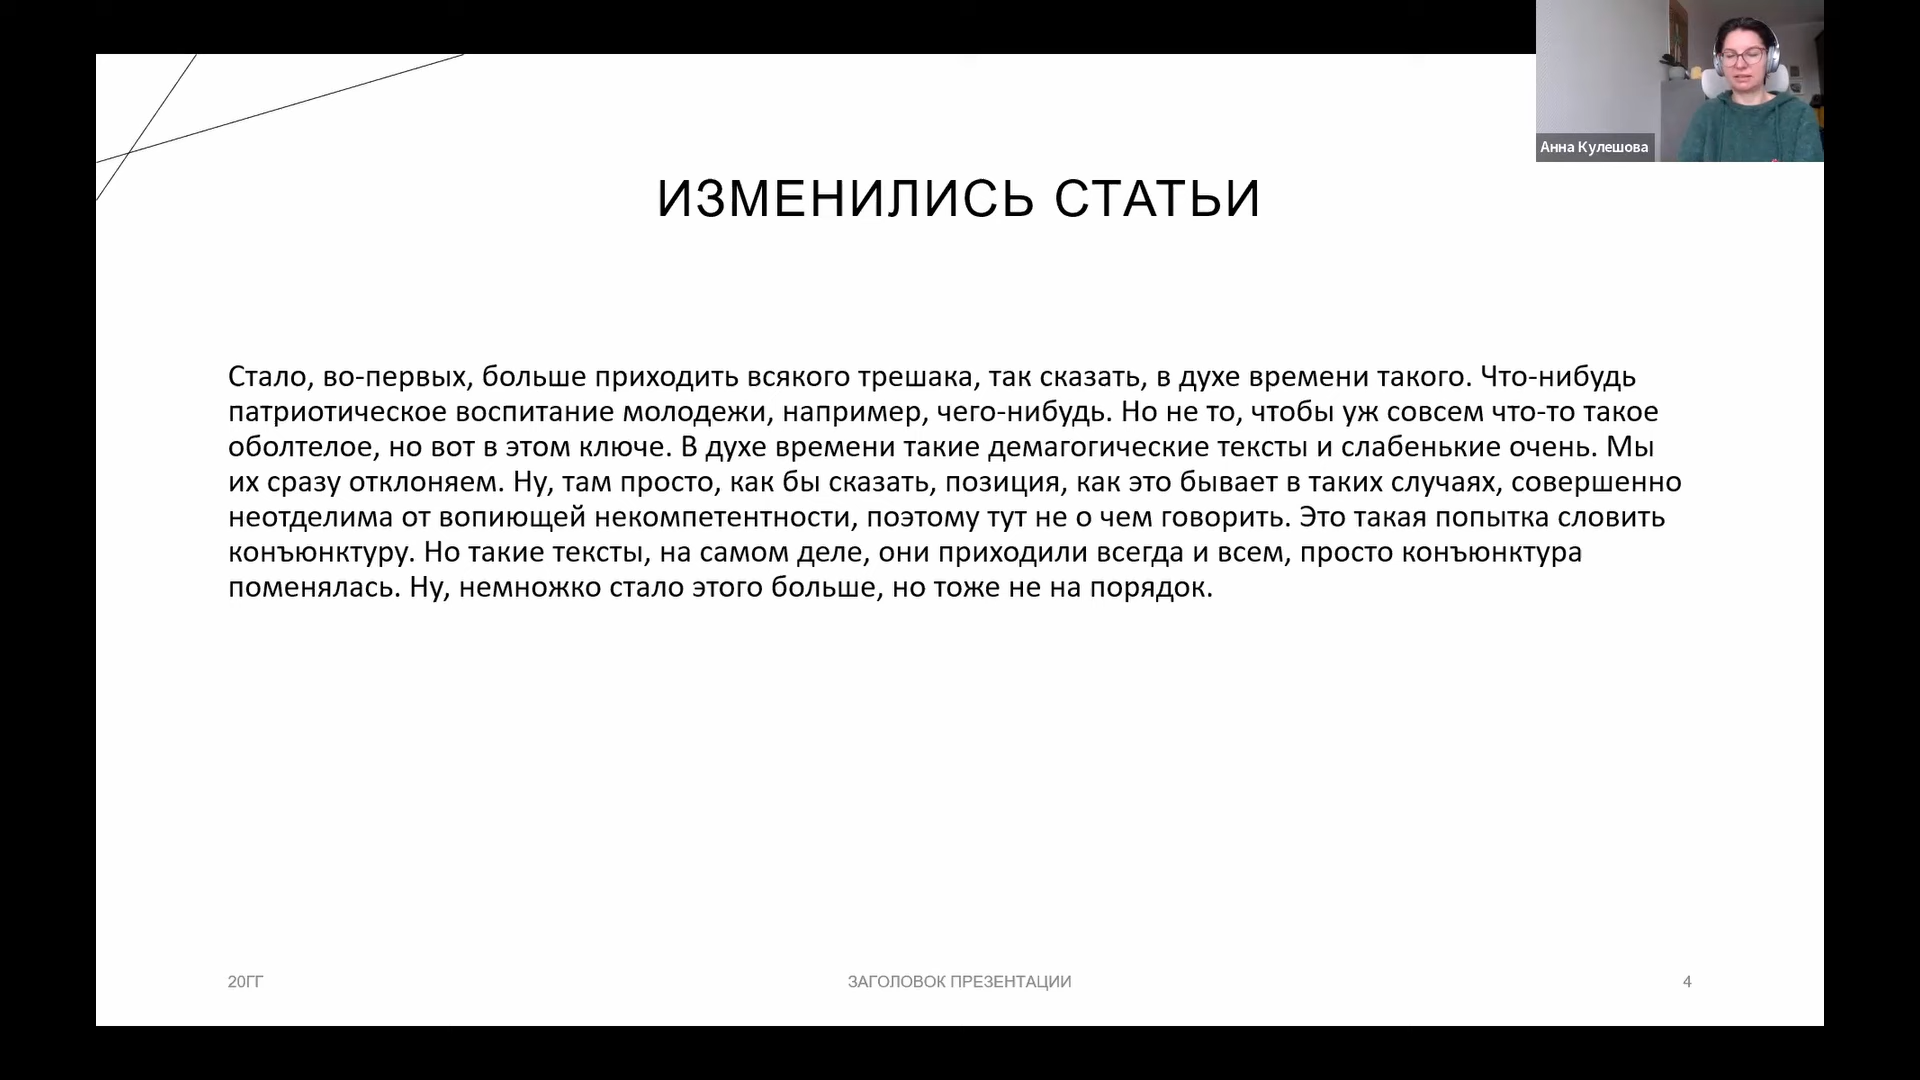 Анна Кулешова
ИЗМЕНИЛИСЬ СТАТЬИ
Стало, во-первых, больше приходить всякого трешака, так сказать, в духе времени такого. Что-нибудь
патриотическое воспитание молодежи, например, чего-нибудь. Но не то, чтобы уж совсем что-то такое
оболтелое, но вот в этом ключе. В духе времени такие демагогические тексты и слабенькие очень. Мы
их сразу отклоняем. Ну, там просто, как бы сказать, позиция, как это бывает в таких случаях, совершенно
неотделима от вопиющей некомпетентности, поэтому тут не о чем говорить. Это такая попытка словить
конъюнктуру. Но такие тексты, на самом деле, они приходили всегда и всем, просто конъюнктура
поменялась. Ну, немножко стало этого больше, но тоже не на порядок.
20ГГ
ЗАГОЛОВОК ПРЕЗЕНТАЦИИ
4